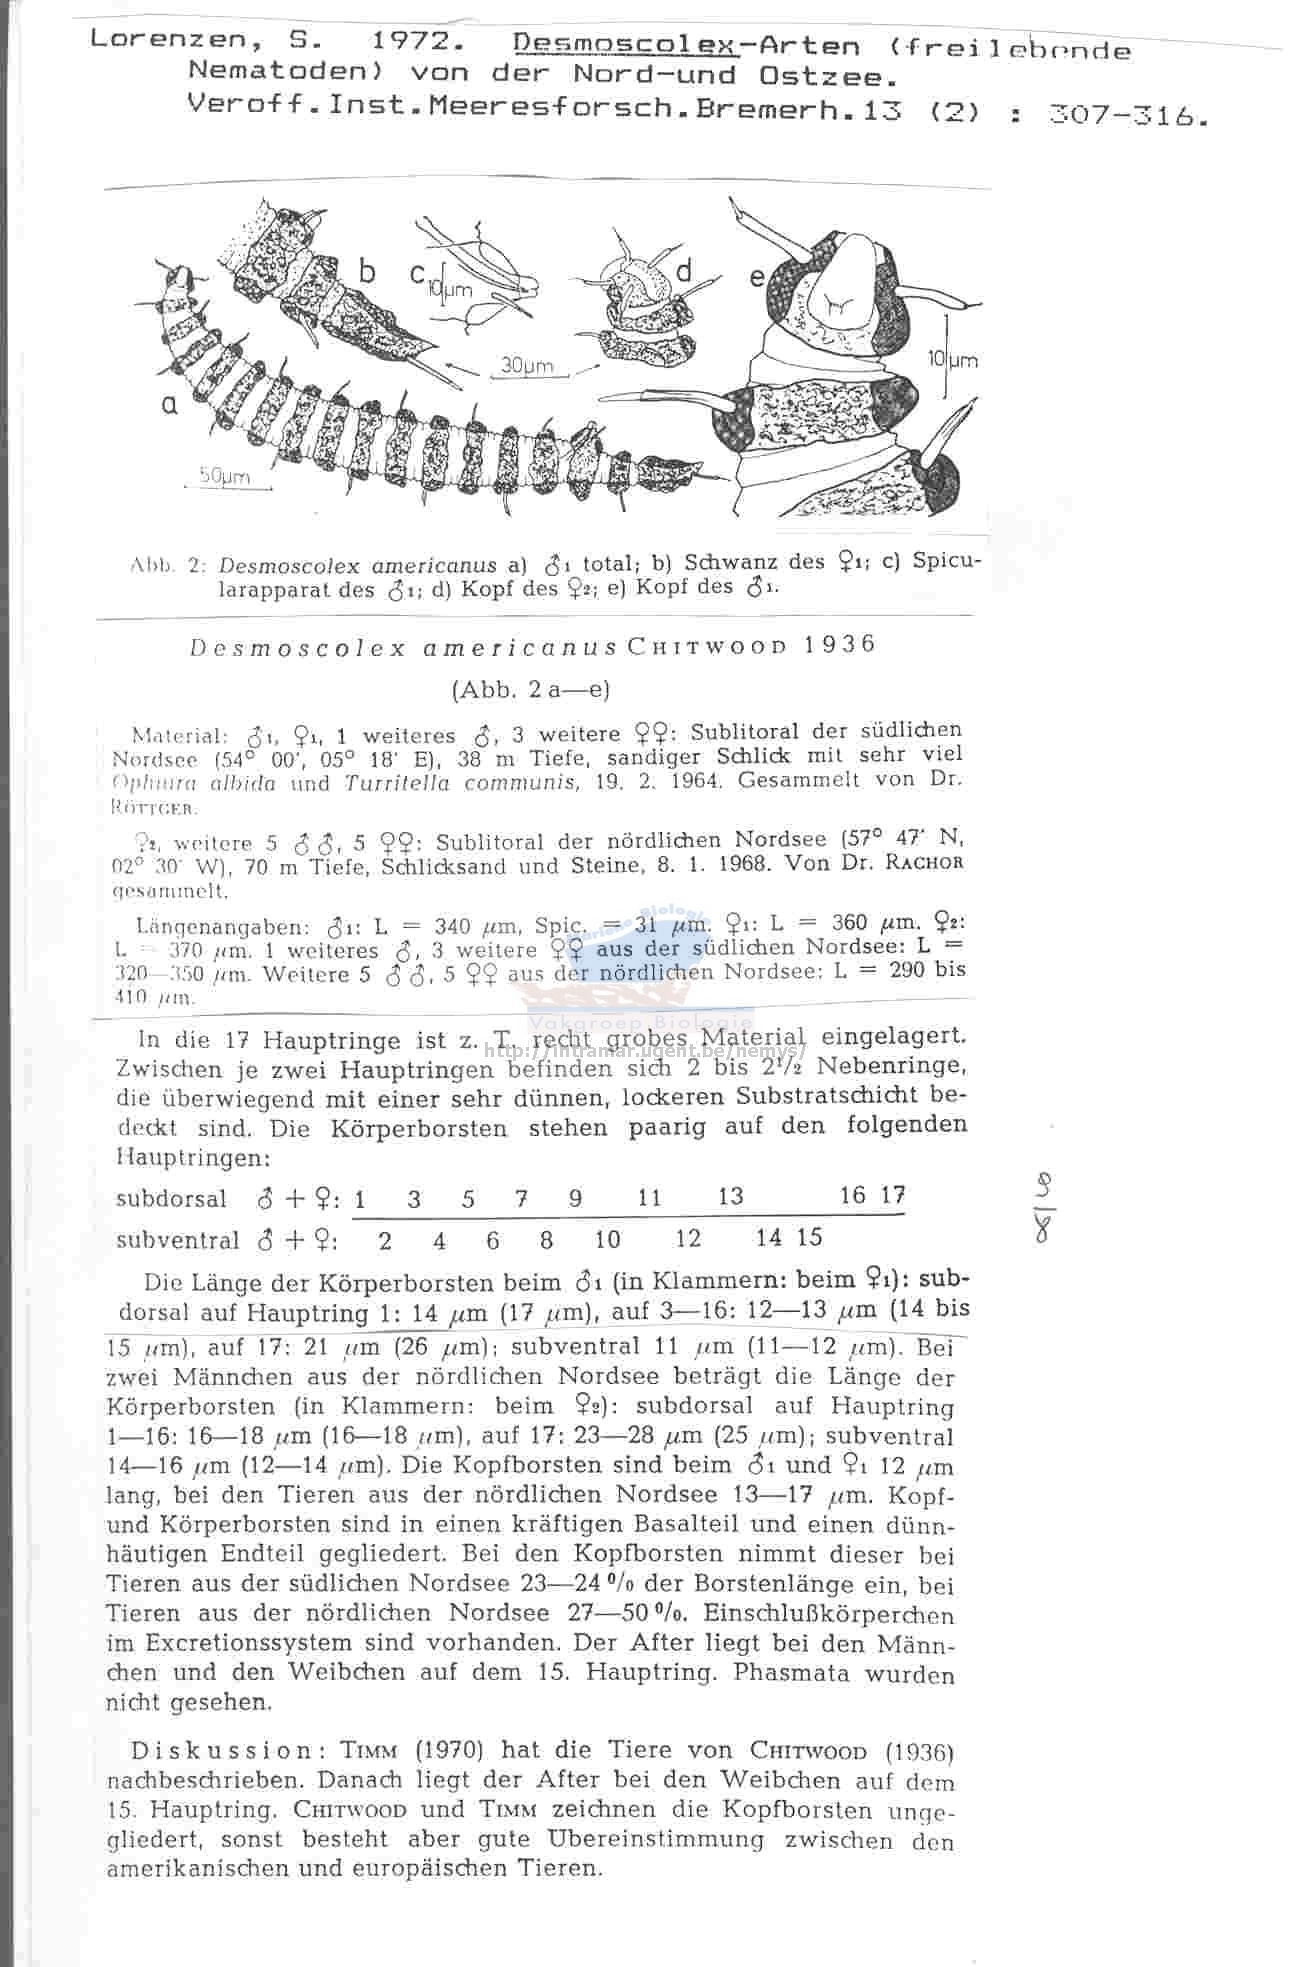 Lorenzen, S. 1972. Desmoscolex-Arten (freilebende
Nematoden) von der Nord-und Ostzee.
Veroff.Inst.Meeresforsch.Bremerh.13 (2) : 307-316.
b c d e
10 µm
30µm
10 µm
a
50µm
Abb. 2: Desmoscolex americanus a) ♂1 total; b) Schwanz des ♀1; c) Spicu-
larapparat des ♂1; d) Kopf des ♀2; e) Kopf des ♂1.
Desmoscolex americanus CHITWOOD 1936
(Abb. 2 a—e)
Material: ♂1, ♀1, 1 weiteres ♂, 3 weitere ♀♀: Sublitoral der südlichen
Nordsee (54° 00', 05° 18' E), 38 m Tiefe, sandiger Schlick mit sehr viel
Ophiura albida und Turritella communis, 19. 2. 1964. Gesammelt von Dr.
RÖTTGER.
♀2, weitere 5 ♂♂, 5 ♀♀: Sublitoral der nördlichen Nordsee (57° 47' N,
02° 30' W), 70 m Tiefe, Schlicksand und Steine, 8. 1. 1968. Von Dr. RACHOR
gesammelt.
Längenangaben: ♂1: L = 340 µm, Spic. = 31 µm. ♀1: L = 360 µm. ♀2:
L = 370 µm. 1 weiteres ♂, 3 weitere ♀♀ aus der südlichen Nordsee: L =
320—350 µm. Weitere 5 ♂♂, 5 ♀♀ aus der nördlichen Nordsee: L = 290 bis
410 µm.
Mariene Biologie
Vakgroep Biologie
http://intramar.ugent.be/nemys/
In die 17 Hauptringe ist z. T. recht grobes Material eingelagert.
Zwischen je zwei Hauptringen befinden sich 2 bis 2½ Nebenringe,
die überwiegend mit einer sehr dünnen, lockeren Substratschicht be-
deckt sind. Die Körperborsten stehen paarig auf den folgenden
Hauptringen:
subdorsal ♂ + ♀: 1 3 5 7 9 11 13 16 17
subventral ♂ + ♀: 2 4 6 8 10 12 14 15
9
8
Die Länge der Körperborsten beim ♂1 (in Klammern: beim ♀1): sub-
dorsal auf Hauptring 1: 14 µm (17 µm), auf 3—16: 12—13 µm (14 bis
15 µm), auf 17: 21 µm (26 µm); subventral 11 µm (11—12 µm). Bei
zwei Männchen aus der nördlichen Nordsee beträgt die Länge der
Körperborsten (in Klammern: beim ♀2): subdorsal auf Hauptring
1—16: 16—18 µm (16—18 µm), auf 17: 23—28 µm (25 µm); subventral
14—16 µm (12—14 µm). Die Kopfborsten sind beim ♂1 und ♀1 12 µm
lang, bei den Tieren aus der nördlichen Nordsee 13—17 µm. Kopf-
und Körperborsten sind in einen kräftigen Basalteil und einen dünn-
häutigen Endteil gegliedert. Bei den Kopfborsten nimmt dieser bei
Tieren aus der südlichen Nordsee 23—24 % der Borstenlänge ein, bei
Tieren aus der nördlichen Nordsee 27—50 %. Einschlußkörperchen
im Excretionssystem sind vorhanden. Der After liegt bei den Männ-
chen und den Weibchen auf dem 15. Hauptring. Phasmata wurden
nicht gesehen.
Diskussion: TIMM (1970) hat die Tiere von CHITWOOD (1936)
nachbeschrieben. Danach liegt der After bei den Weibchen auf dem
15. Hauptring. CHITWOOD und TIMM zeichnen die Kopfborsten unge-
gliedert, sonst besteht aber gute Ubereinstimmung zwischen den
amerikanischen und europäischen Tieren.